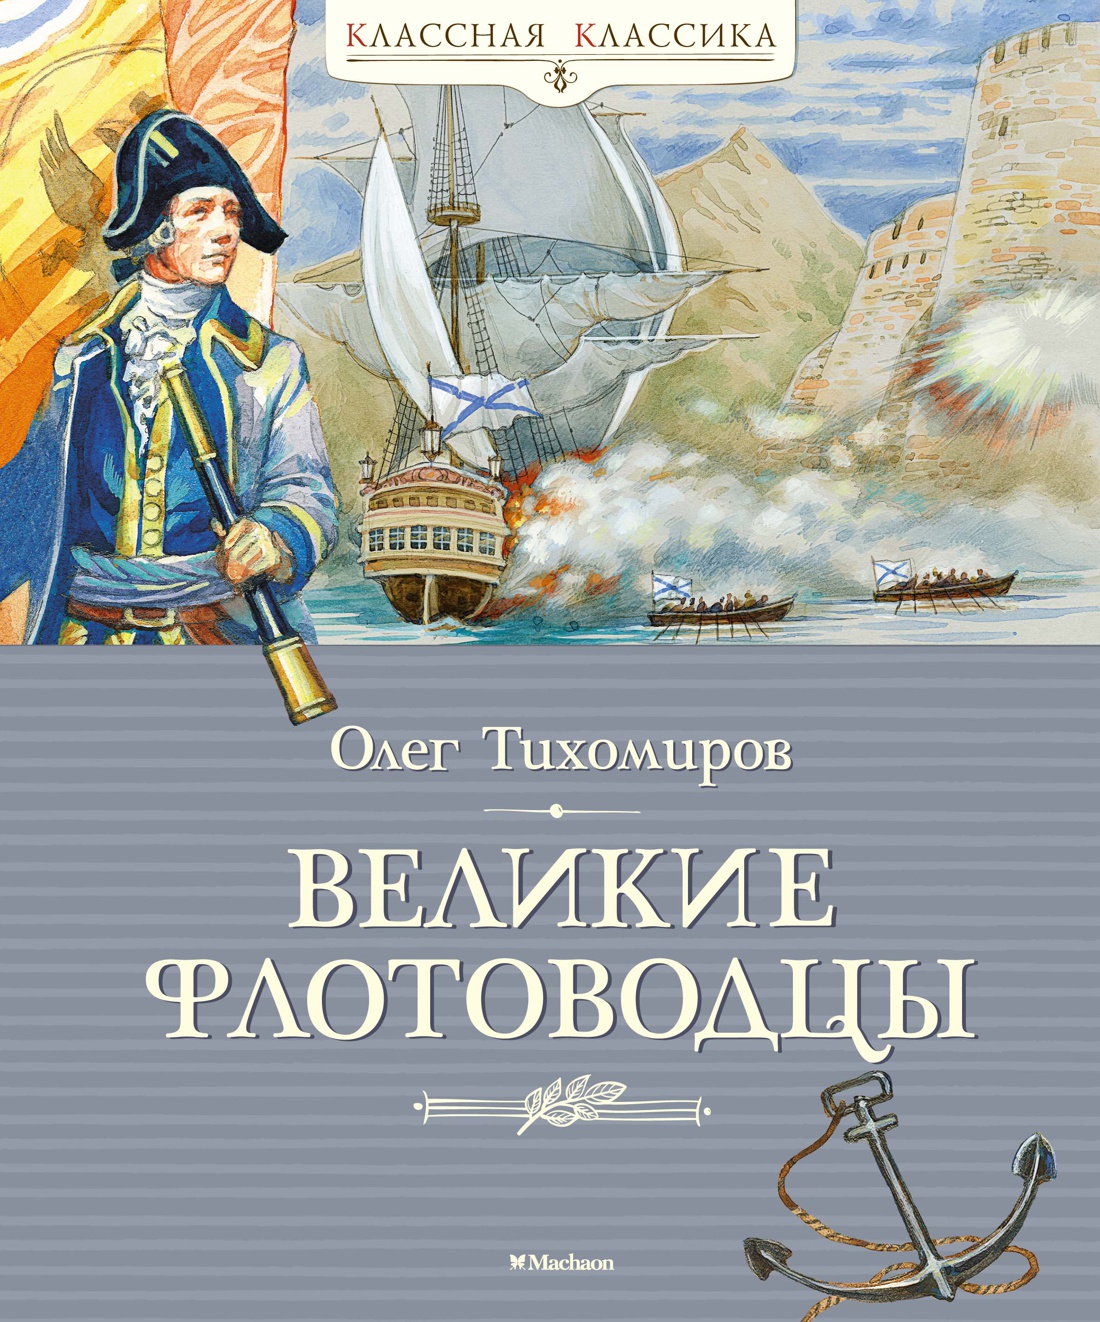 Классная Классика
Олег Тихомиров
ВЕЛИКИЕ
ФЛОТОВОДЦЫ
Machaon